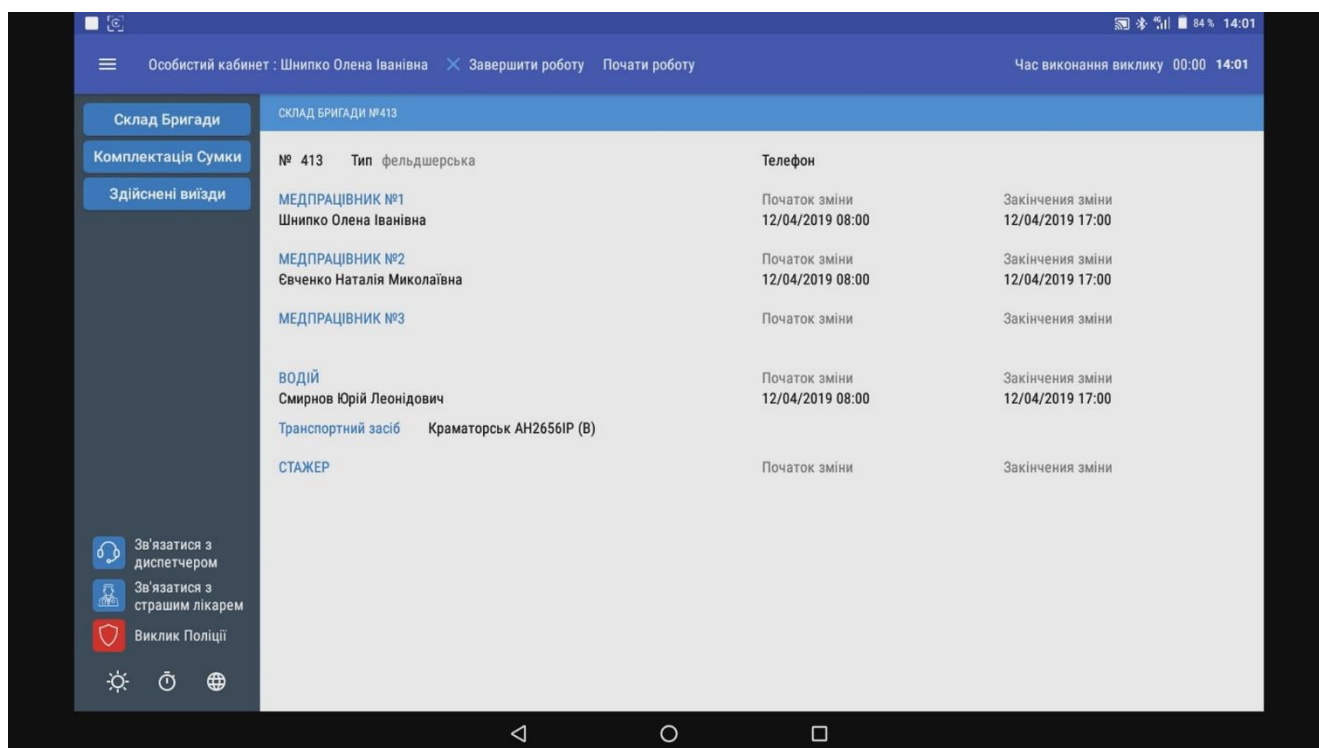 84 % 14:01
Особистий кабинет : Шнипко Олена Іванівна Завершити роботу Почати роботу Час виконання виклику 00:00 14:01
Склад Бригади
Комплектація Сумки
Здійснені виїзди
СКЛАД БРИГАДИ №413
№ 413 Тип фельдшерська Телефон
МЕДПРАЦІВНИК №1 Початок зміни Закінчення зміни
Шнипко Олена Іванівна 12/04/2019 08:00 12/04/2019 17:00
МЕДПРАЦІВНИК №2 Початок зміни Закінчення зміни
Євченко Наталія Миколаївна 12/04/2019 08:00 12/04/2019 17:00
МЕДПРАЦІВНИК №3 Початок зміни Закінчення зміни
ВОДІЙ Початок зміни Закінчення зміни
Смирнов Юрій Леонідович 12/04/2019 08:00 12/04/2019 17:00
Транспортний засіб Краматорськ АН2656ІР (В)
СТАЖЕР Початок зміни Закінчення зміни
Зв'язатися з
диспетчером
Зв'язатися з
страшим лікарем
Виклик Поліції